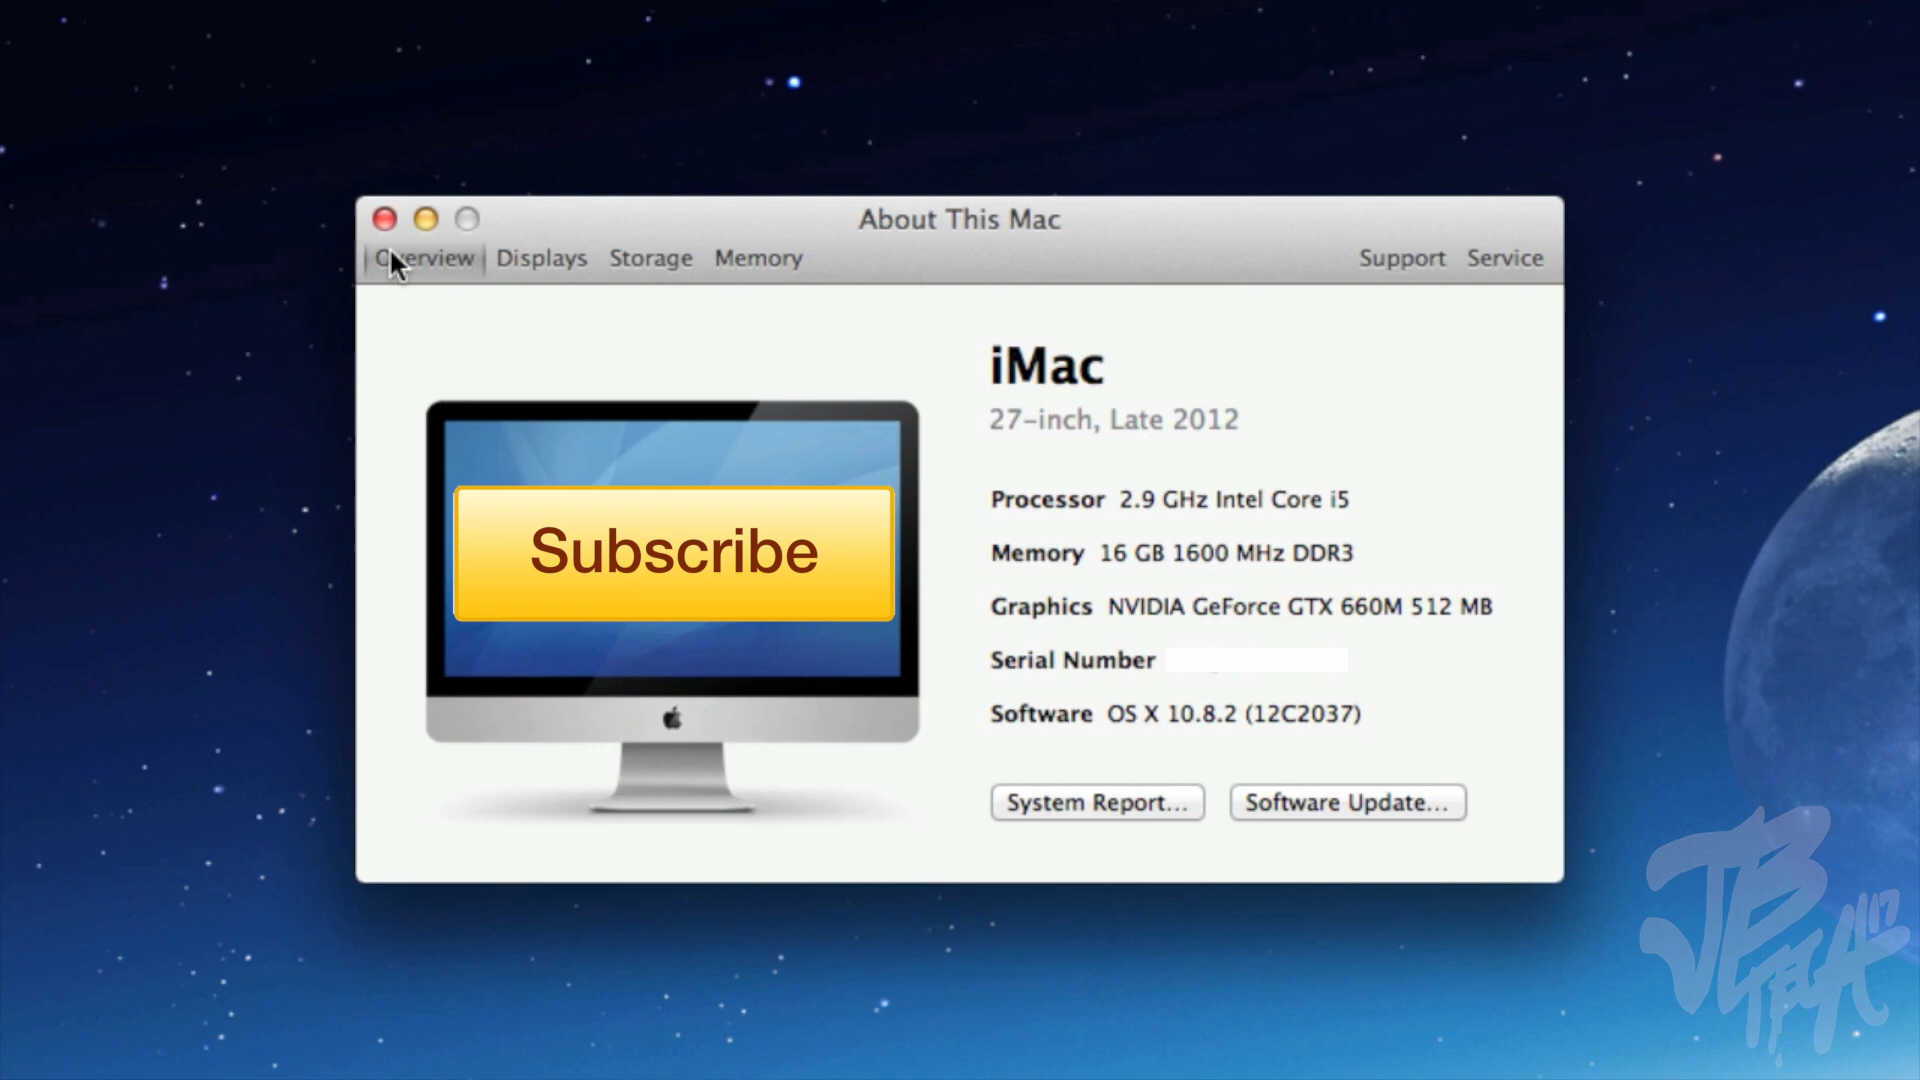 About This Mac
Overview Displays Storage Memory Support Service
iMac
27-inch, Late 2012
Subscribe
Processor 2.9 GHz Intel Core i5
Memory 16 GB 1600 MHz DDR3
Graphics NVIDIA GeForce GTX 660M 512 MB
Serial Number
Software OS X 10.8.2 (12C2037)
System Report... Software Update...